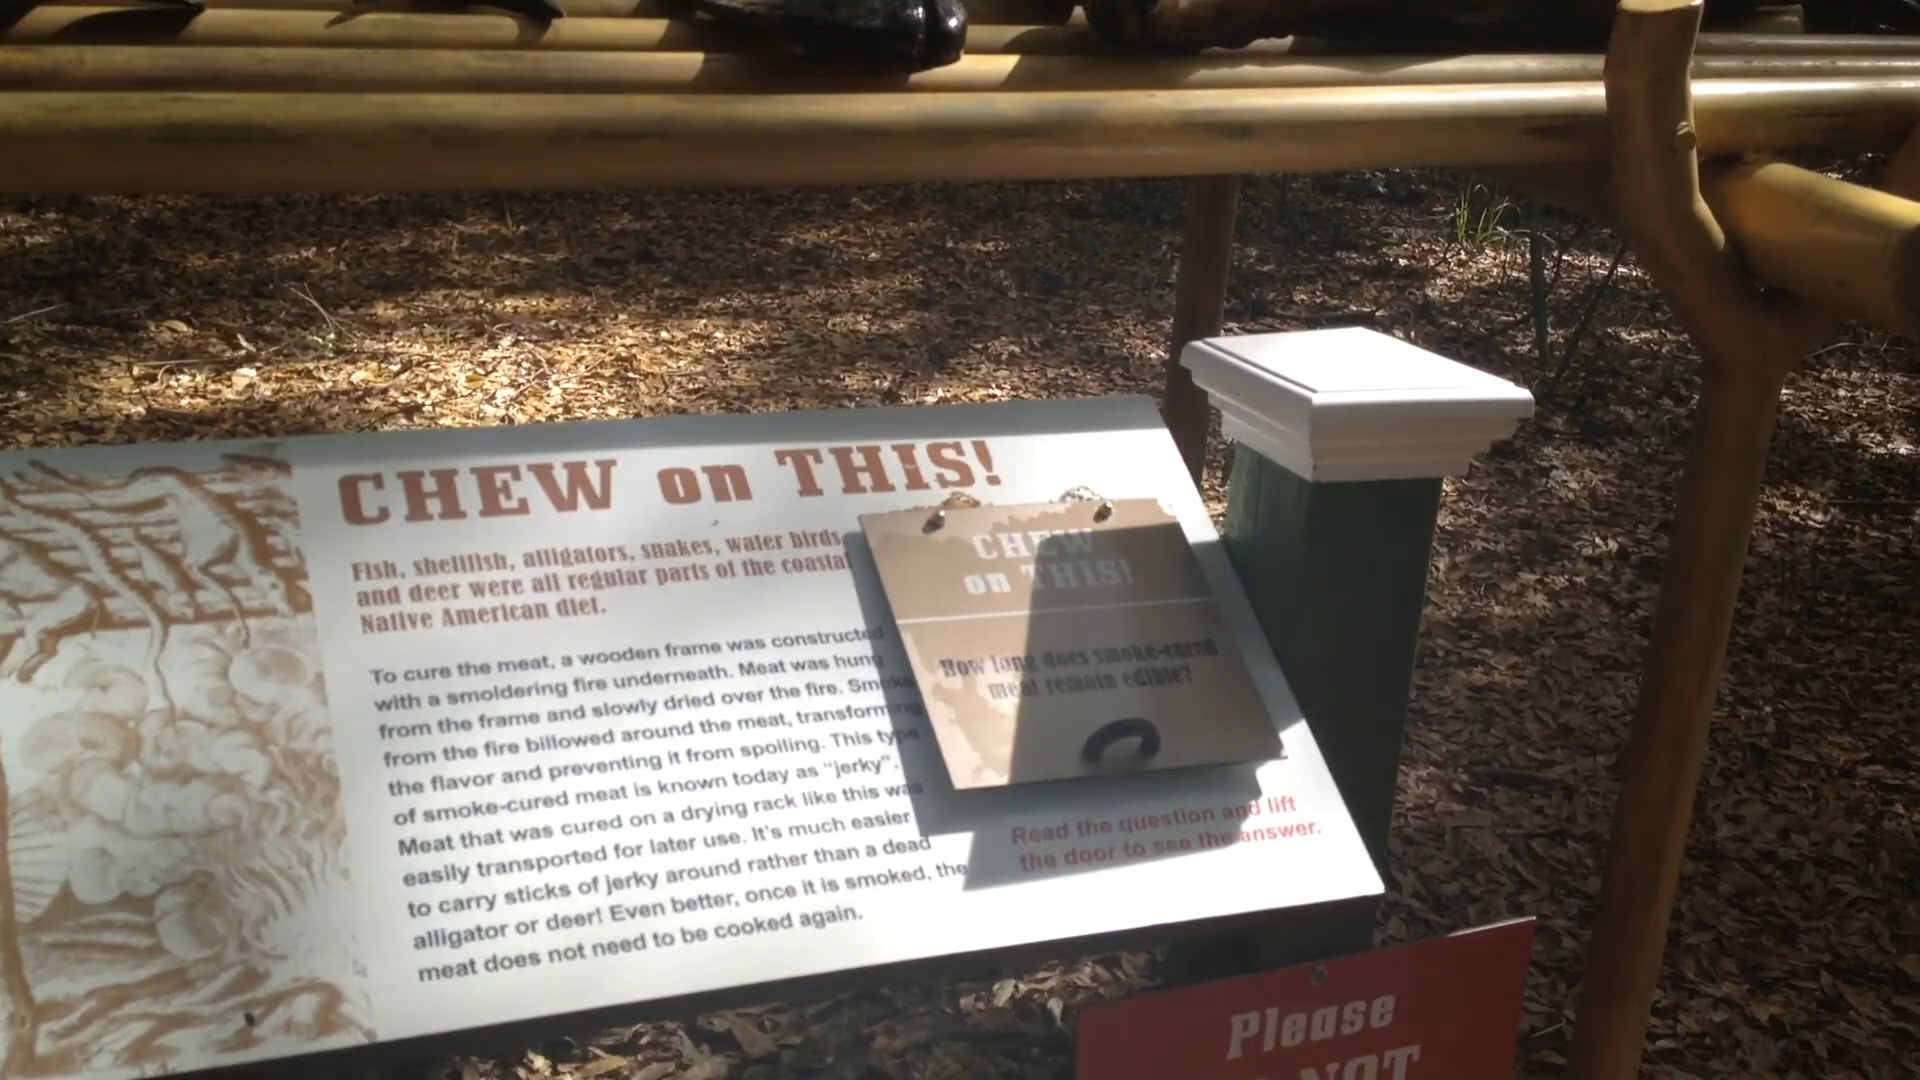 CHEW on THIS!
Fish, shellfish, alligators, snakes, water birds,
and deer were all regular parts of the coastal
Native American diet.
To cure the meat, a wooden frame was constructed
with a smoldering fire underneath. Meat was hung
from the frame and slowly dried over the fire. Smoke
from the fire billowed around the meat, transforming
the flavor and preventing it from spoiling. This type
of smoke-cured meat is known today as "jerky".
Meat that was cured on a drying rack like this was
easily transported for later use. It's much easier
to carry sticks of jerky around rather than a dead
alligator or deer! Even better, once it is smoked, the
meat does not need to be cooked again.
CHEW
on THIS!
How long does smoke-cured
meat remain edible?
Read the question and lift
the door to see the answer.
Please
NOT